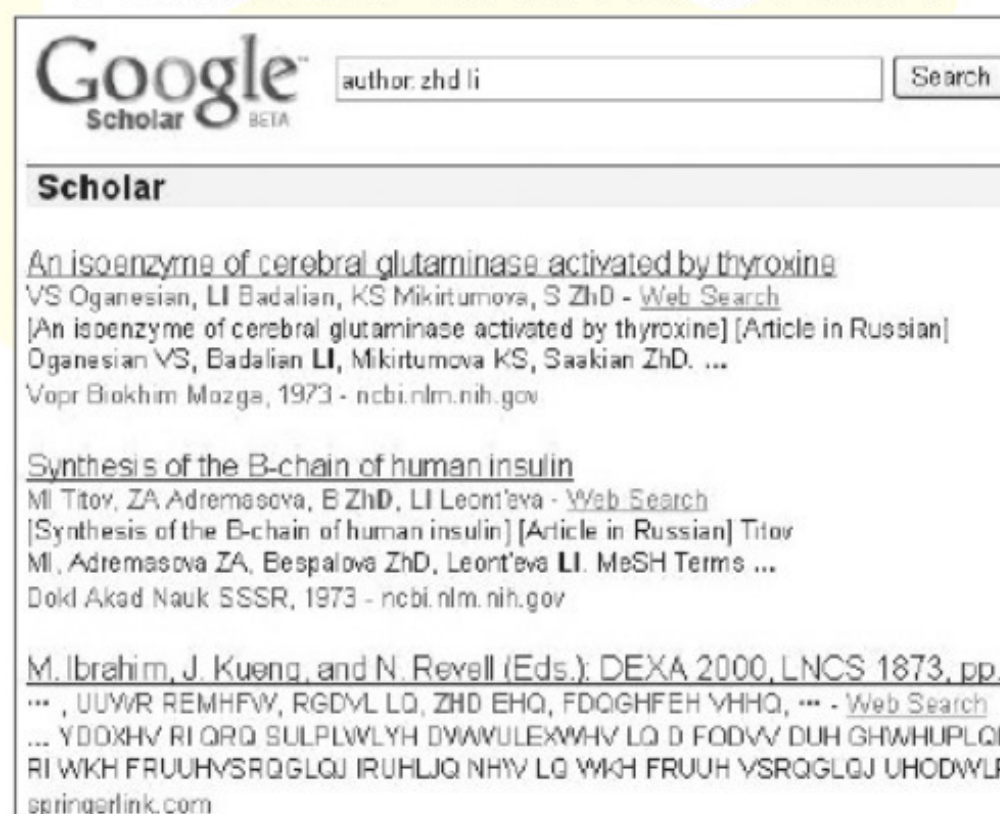 Google
Scholar BETA
author: zhd li
Search
Scholar
An isoenzyme of cerebral glutaminase activated by thyroxine
VS Oganesian, LI Badalian, KS Mikirtumova, S ZhD - Web Search
[An isoenzyme of cerebral glutaminase activated by thyroxine] [Article in Russian]
Oganesian VS, Badalian LI, Mikirtumova KS, Saakian ZhD. ...
Vopr Biokhim Mozga, 1973 - ncbi.nlm.nih.gov
Synthesis of the B-chain of human insulin
MI Titov, ZA Adremasova, B ZhD, LI Leont'eva - Web Search
[Synthesis of the B-chain of human insulin] [Article in Russian] Titov
MI, Adremasova ZA, Bespalova ZhD, Leont'eva LI. MeSH Terms ...
Dokl Akad Nauk SSSR, 1973 - ncbi.nlm.nih.gov
M. Ibrahim, J. Kueng, and N. Revell (Eds.): DEXA 2000, LNCS 1873, pp.
... , UUWR REMHFW, RGDVL LQ, ZHD EHQ, FDQGHFEH VHHQ, ... - Web Search
... YDOXHV RI QRQ SULPLWLYH DWWULEXWHV LQ D FODVV DUH GHWHUPLQ
RI WKH FRUUHVSRQGLQJ IRUHLJQ NHV LQ WKH FRUUH VSRQGLQJ UHODWL
springerlink.com